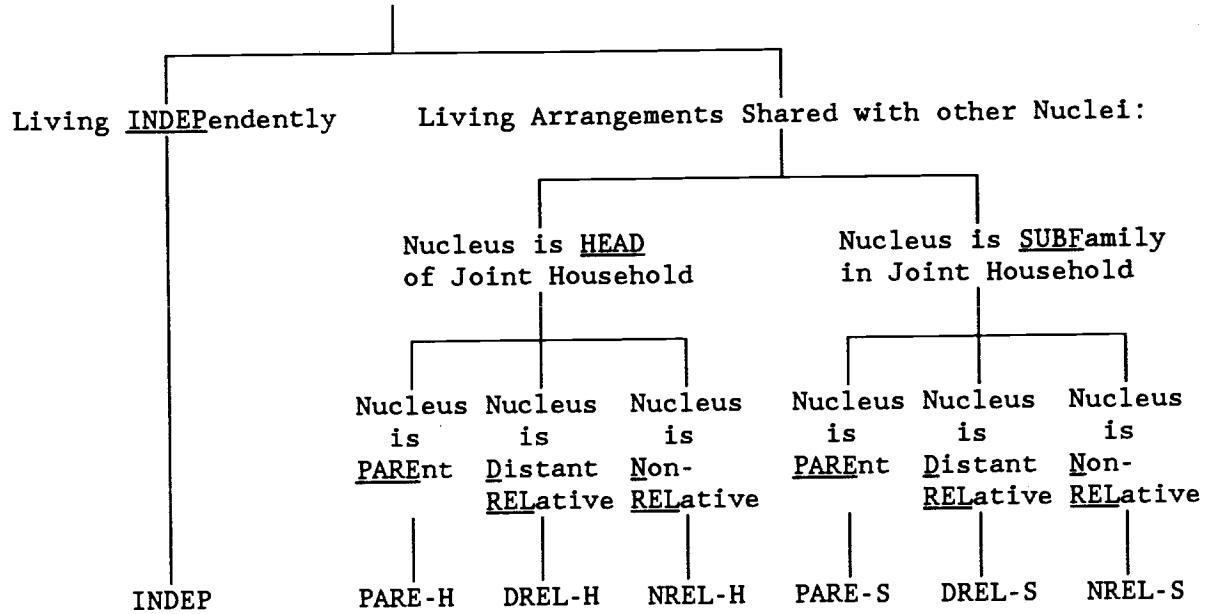 Living INDEPendently
Living Arrangements Shared with other Nuclei:
Nucleus is HEAD
of Joint Household
Nucleus is SUBFamily
in Joint Household
Nucleus
is
PAREnt
Nucleus
is
Distant
RELative
Nucleus
is
Non-
RELative
Nucleus
is
PAREnt
Nucleus
is
Distant
RELative
Nucleus
is
Non-
RELative
INDEP PARE-H DREL-H NREL-H PARE-S DREL-S NREL-S